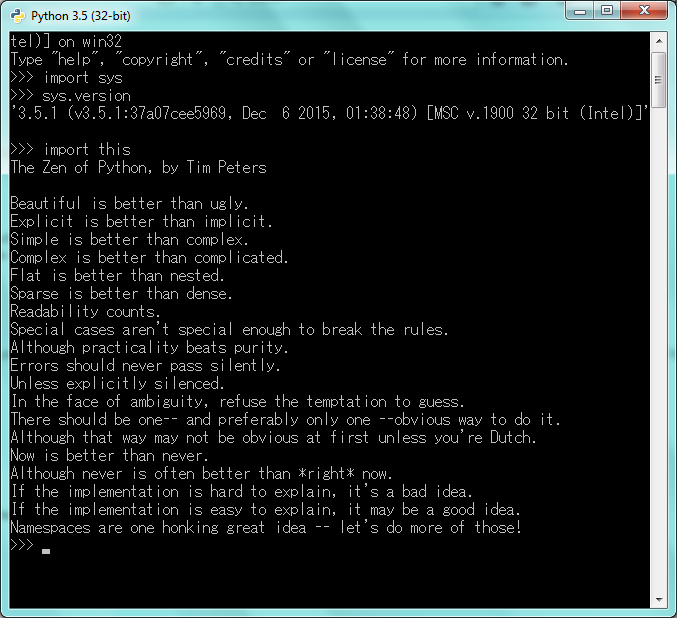 Python 3.5 (32-bit)
tel)] on win32
Type "help", "copyright", "credits" or "license" for more information.
>>> import sys
>>> sys.version
'3.5.1 (v3.5.1:37a07cee5969, Dec  6 2015, 01:38:48) [MSC v.1900 32 bit (Intel)]'
>>> import this
The Zen of Python, by Tim Peters
Beautiful is better than ugly.
Explicit is better than implicit.
Simple is better than complex.
Complex is better than complicated.
Flat is better than nested.
Sparse is better than dense.
Readability counts.
Special cases aren't special enough to break the rules.
Although practicality beats purity.
Errors should never pass silently.
Unless explicitly silenced.
In the face of ambiguity, refuse the temptation to guess.
There should be one-- and preferably only one --obvious way to do it.
Although that way may not be obvious at first unless you're Dutch.
Now is better than never.
Although never is often better than *right* now.
If the implementation is hard to explain, it's a bad idea.
If the implementation is easy to explain, it may be a good idea.
Namespaces are one honking great idea -- let's do more of those!
>>> _